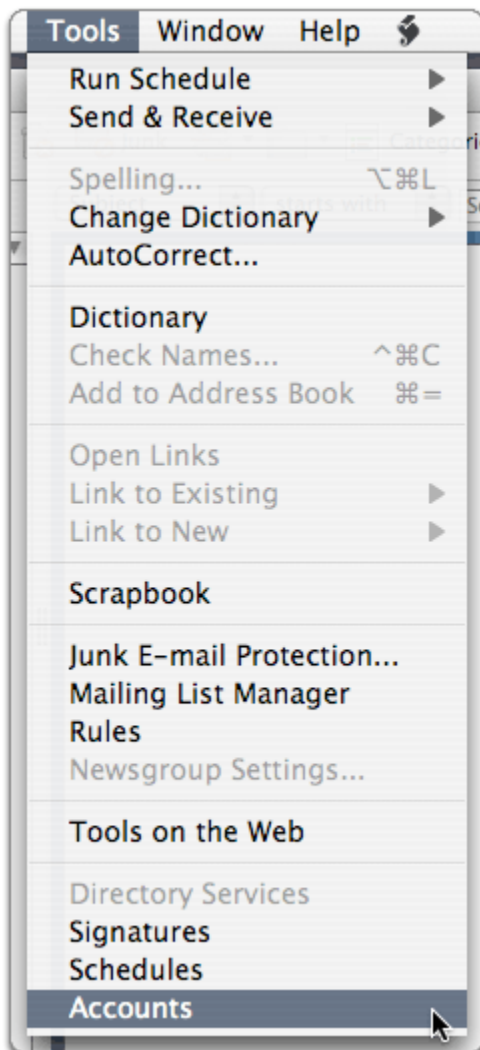 Tools Window Help
Run Schedule
Send & Receive
Spelling... ⌥⌘L
Change Dictionary
AutoCorrect...
Dictionary
Check Names... ^⌘C
Add to Address Book ⌘=
Open Links
Link to Existing
Link to New
Scrapbook
Junk E-mail Protection...
Mailing List Manager
Rules
Newsgroup Settings...
Tools on the Web
Directory Services
Signatures
Schedules
Accounts